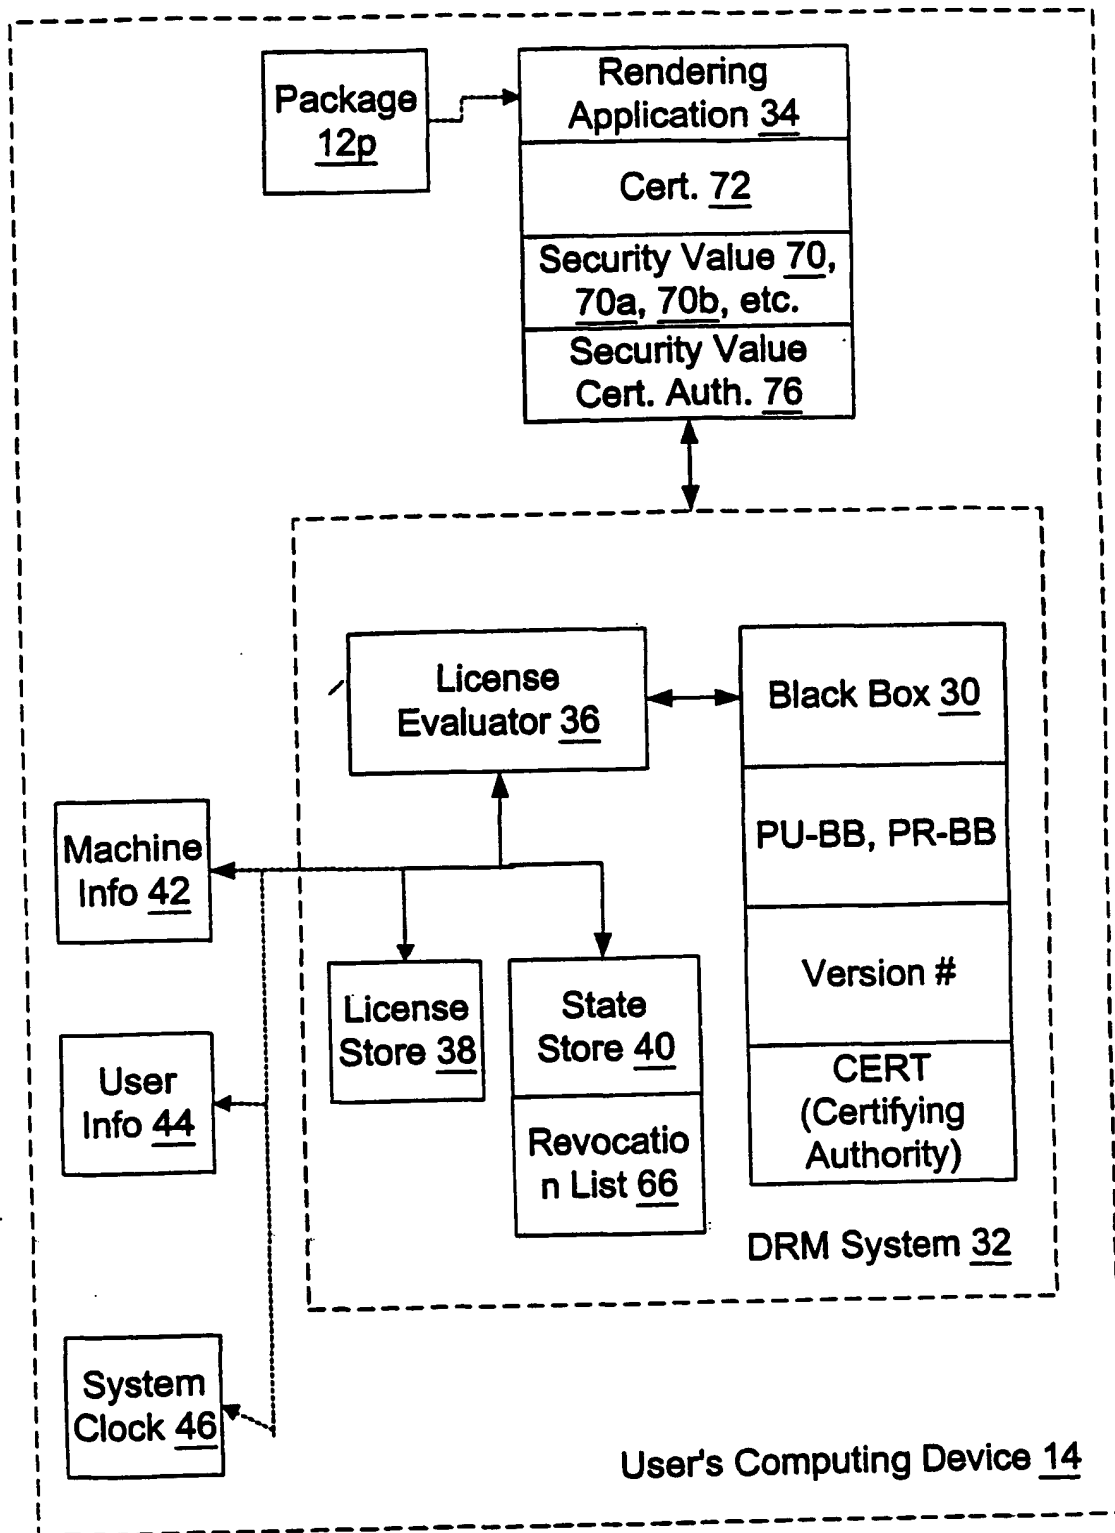 Package
12p
Rendering
Application 34
Cert. 72
Security Value 70,
70a, 70b, etc.
Security Value
Cert. Auth. 76
License
Evaluator 36
Black Box 30
PU-BB, PR-BB
Version #
CERT
(Certifying
Authority)
Machine
Info 42
License
Store 38
State
Store 40
Revocatio
n List 66
User
Info 44
DRM System 32
System
Clock 46
User's Computing Device 14